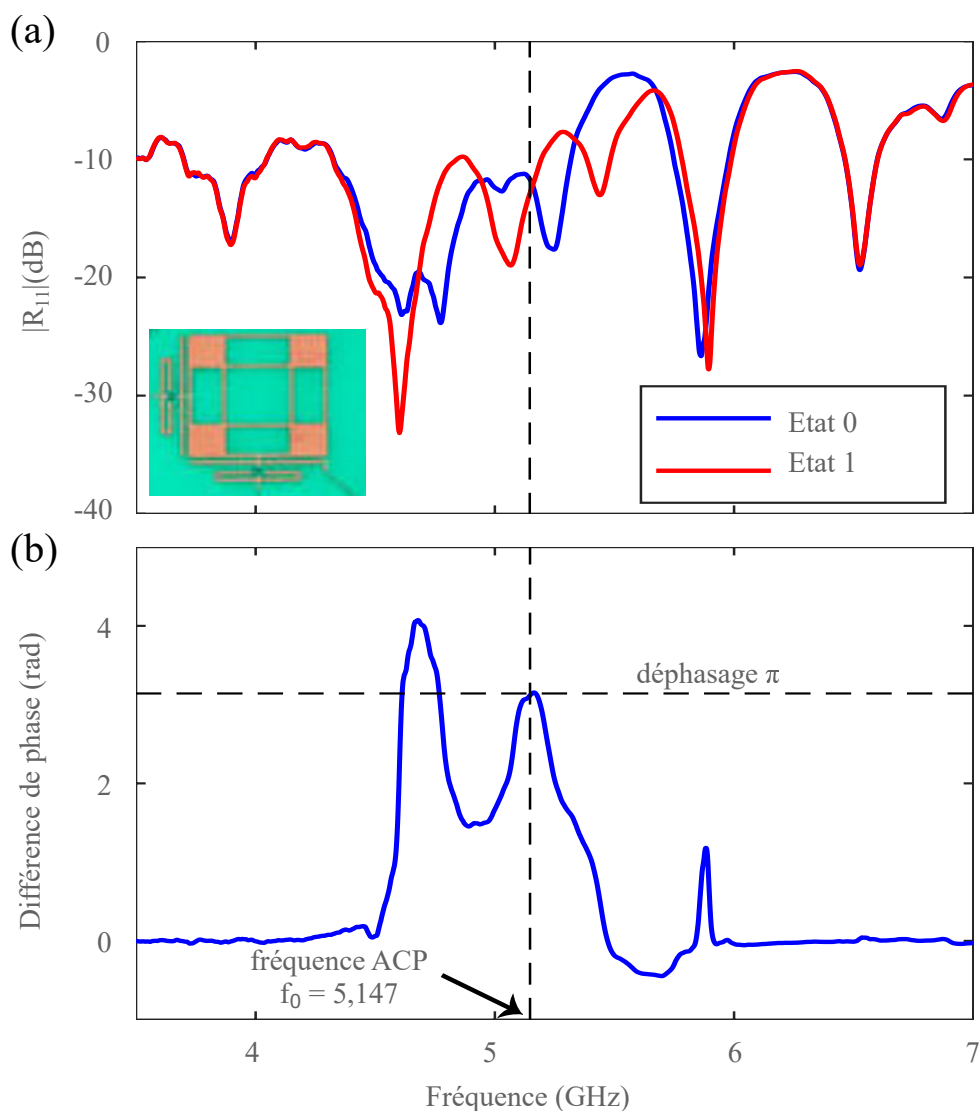 (a)
0
-10
-20
-30
-40
|R₁₁|(dB)
Etat 0
Etat 1
(b)
4
2
0
Différence de phase (rad)
déphasage π
fréquence ACP
f₀ = 5,147
4
5
6
7
Fréquence (GHz)